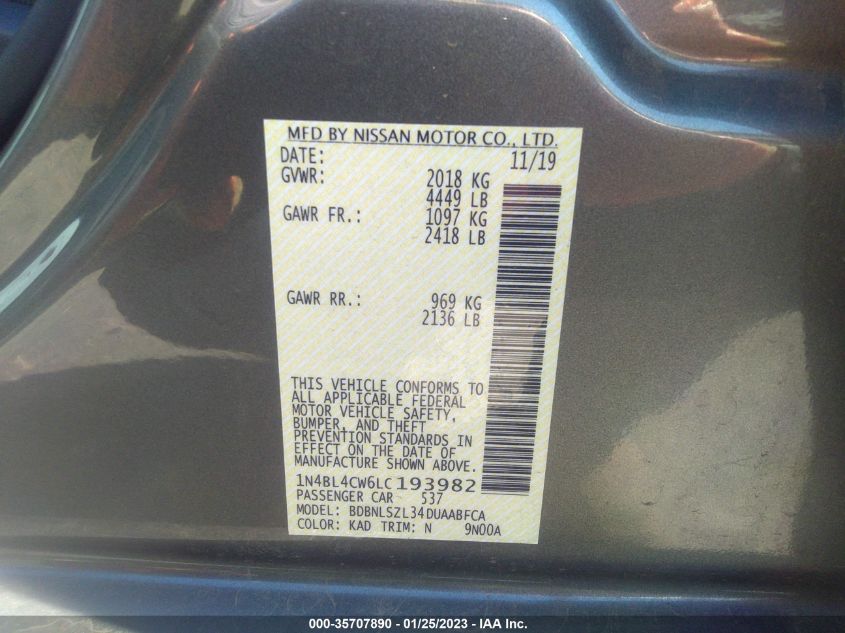 MFD BY NISSAN MOTOR CO., LTD.
DATE: 11/19
GVWR: 2018 KG
4449 LB
GAWR FR.: 1097 KG
2418 LB
GAWR RR.: 969 KG
2136 LB
THIS VEHICLE CONFORMS TO
ALL APPLICABLE FEDERAL
MOTOR VEHICLE SAFETY,
BUMPER, AND THEFT
PREVENTION STANDARDS IN
EFFECT ON THE DATE OF
MANUFACTURE SHOWN ABOVE.
1N4BL4CW6LC193982
PASSENGER CAR 537
MODEL: BDBNLSZL34DUAABFCA
COLOR: KAD TRIM: N 9N00A
000-35707890 - 01/25/2023 - IAA Inc.